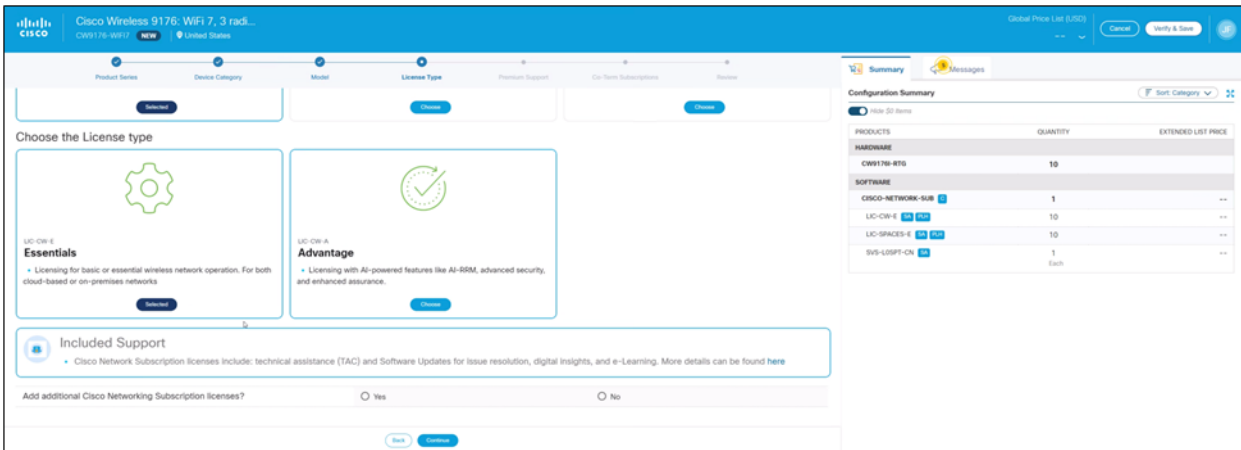 CISCO
Cisco Wireless 9176: WiFi 7, 3 radi...
CW9176-WIFI7 NEW United States
Global Price List (USD)
-- 
Cancel
Verify & Save
JF
Product Series
Device Category
Model
License Type
Premium Support
Co-Term Subscriptions
Review
Selected
Choose
Choose
Choose the License type
LIC-CW-E
Essentials
• Licensing for basic or essential wireless network operation. For both
cloud-based or on-premises networks
Selected
LIC-CW-A
Advantage
• Licensing with AI-powered features like AI-RRM, advanced security,
and enhanced assurance.
Choose
Included Support
• Cisco Network Subscription licenses include: technical assistance (TAC) and Software Updates for issue resolution, digital insights, and e-Learning. More details can be found here
Add additional Cisco Networking Subscription licenses? Yes No
Back Continue
Summary
Messages
Configuration Summary
Sort: Category
Hide $0 Items
PRODUCTS QUANTITY EXTENDED LIST PRICE
HARDWARE
CW9176I-RTG 10
SOFTWARE
CISCO-NETWORK-SUB C 1 --
LIC-CW-E SA PLH 10 --
LIC-SPACES-E SA PLH 10 --
SVS-L0SPT-CN SA 1 --
Each